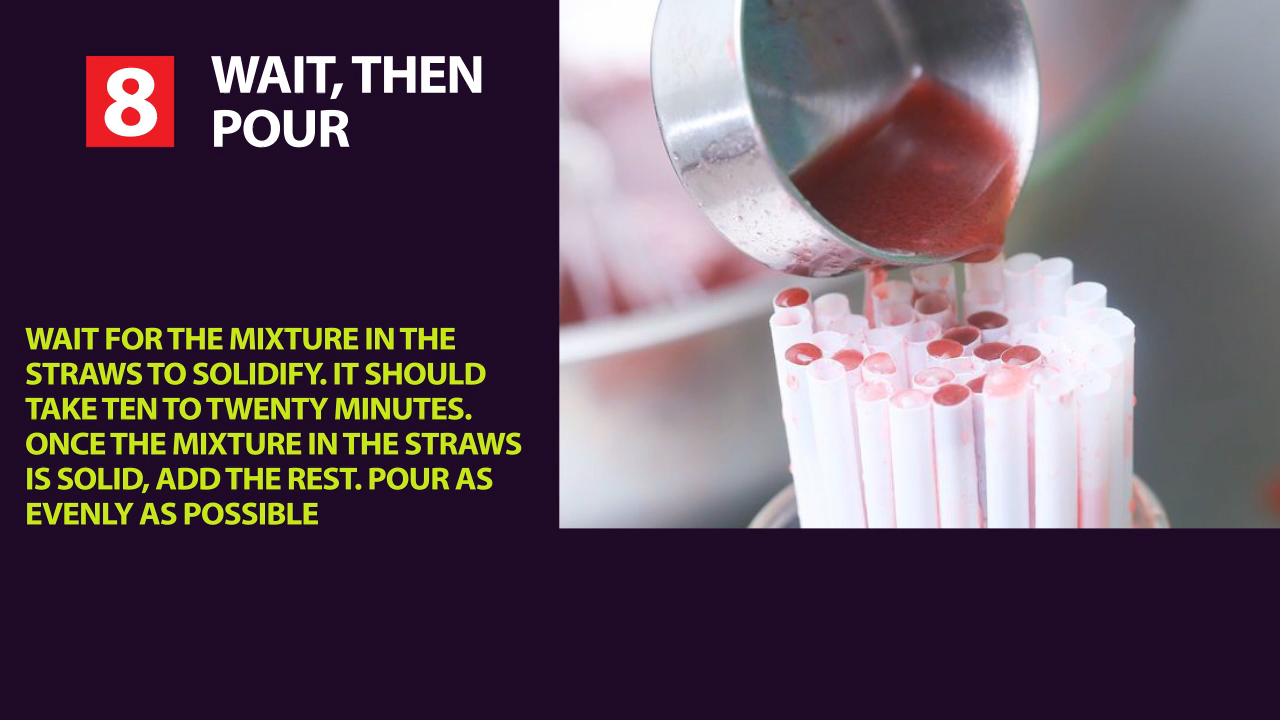 8
WAIT, THEN
POUR
WAIT FOR THE MIXTURE IN THE
STRAWS TO SOLIDIFY. IT SHOULD
TAKE TEN TO TWENTY MINUTES.
ONCE THE MIXTURE IN THE STRAWS
IS SOLID, ADD THE REST. POUR AS
EVENLY AS POSSIBLE